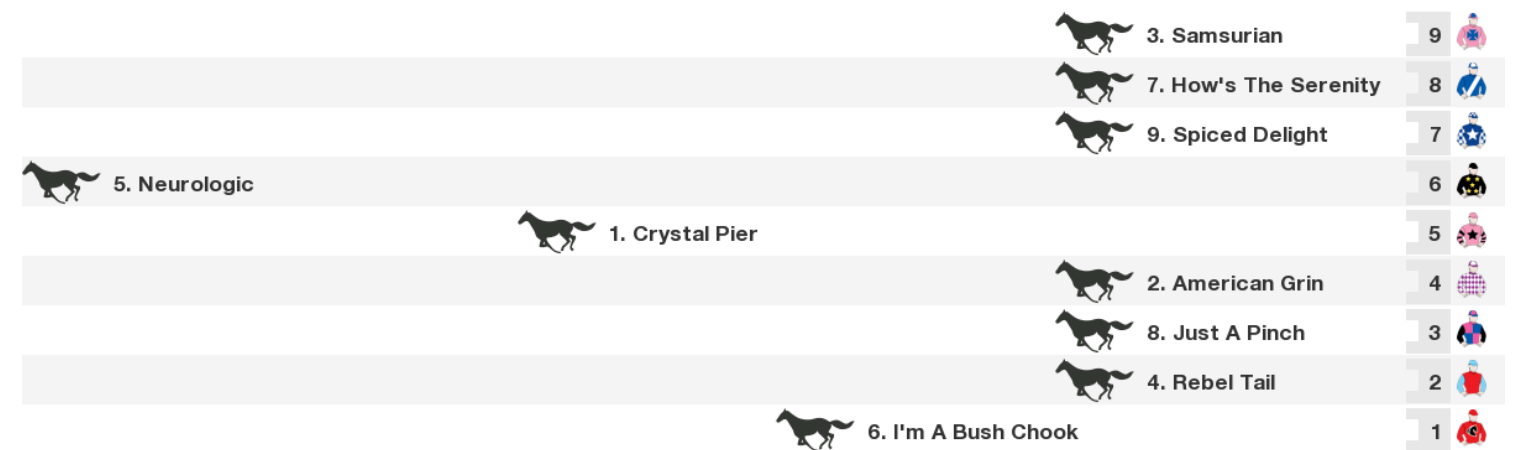 3. Samsurian 9
7. How's The Serenity 8
9. Spiced Delight 7
5. Neurologic 6
1. Crystal Pier 5
2. American Grin 4
8. Just A Pinch 3
4. Rebel Tail 2
6. I'm A Bush Chook 1